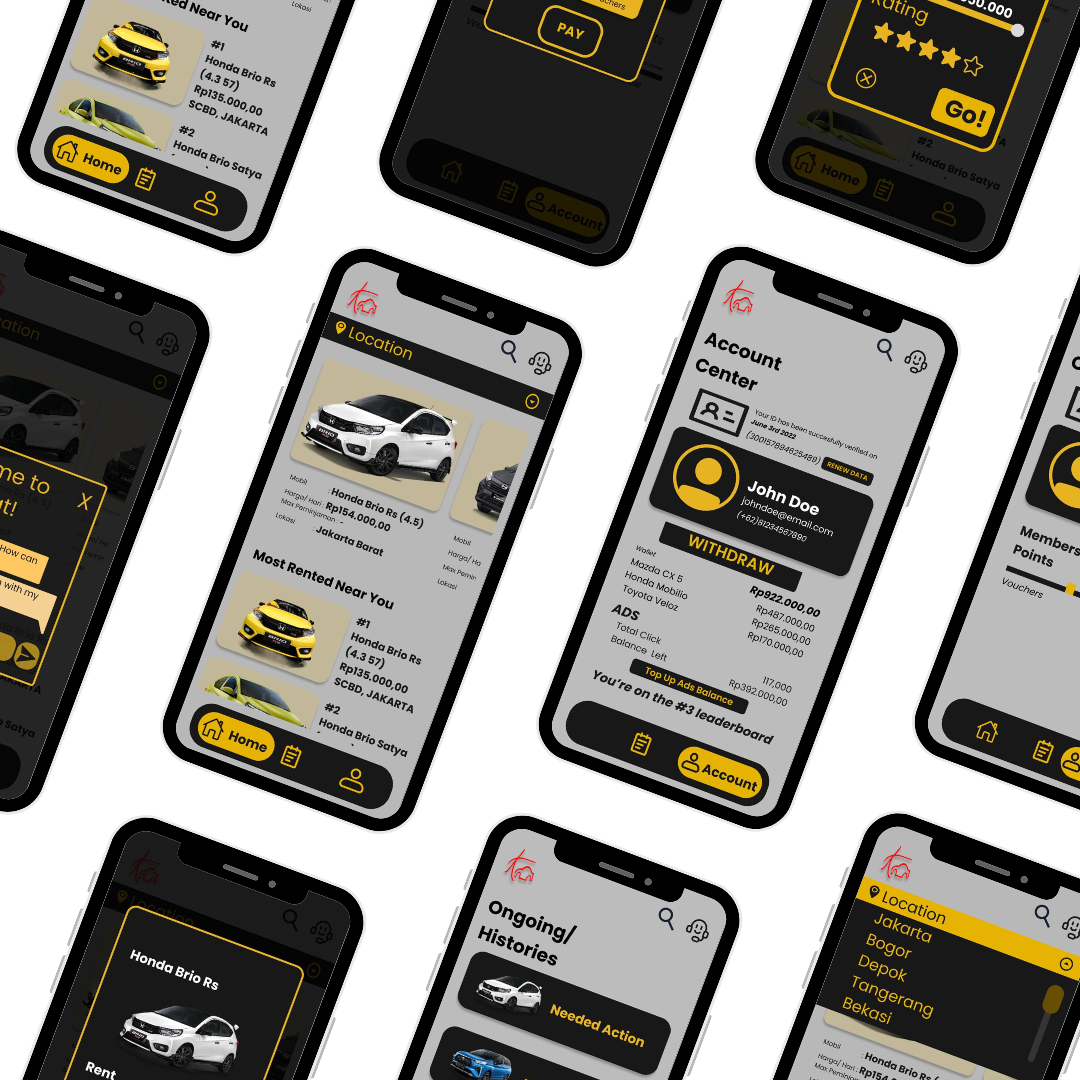 Most Rented Near You
#1
Honda Brio Rs
(4.3 57)
Rp135.000,00
SCBD, JAKARTA
#2
Honda Brio Satya
Home
PAY
Account
Rating
Go!
#2
Honda Brio Satya
Home
X
How can
with my
Location
Mobil : Honda Brio Rs (4.5)
Harga/ Hari : Rp154.000,00
Max Peminjaman : -
Lokasi : Jakarta Barat
Mobil
Harga/ Ha
Max Pemin
Lokasi
Most Rented Near You
#1
Honda Brio Rs
(4.3 57)
Rp135.000,00
SCBD, JAKARTA
#2
Honda Brio Satya
Home
Account
Center
Your ID has been succesfully verified on
June 3rd 2022
(300157894625489)
RENEW DATA
John Doe
johndoe@email.com
(+62)81234567890
WITHDRAW
Wallet Rp922.000,00
Mazda CX 5 Rp487.000,00
Honda Mobilio Rp265.000,00
Toyota Veloz Rp170.000,00
ADS
Total Click 117,000
Balance Left Rp392.000,00
Top Up Ads Balance
You're on the #3 leaderboard
Account
Members
Points
Vouchers
Location
Honda Brio Rs
Rent
Ongoing/
Histories
Needed Action
Location
Jakarta
Bogor
Depok
Tangerang
Bekasi
Mobil : Honda Brio Rs (
Harga/ Hari : Rp154